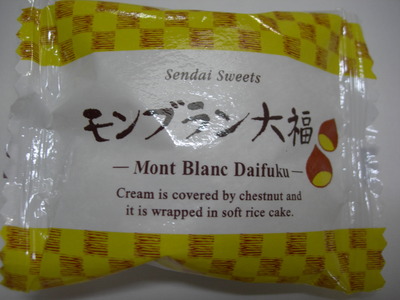 Sendai Sweets
モンブラン大福
— Mont Blanc Daifuku —
Cream is covered by chestnut and
it is wrapped in soft rice cake.